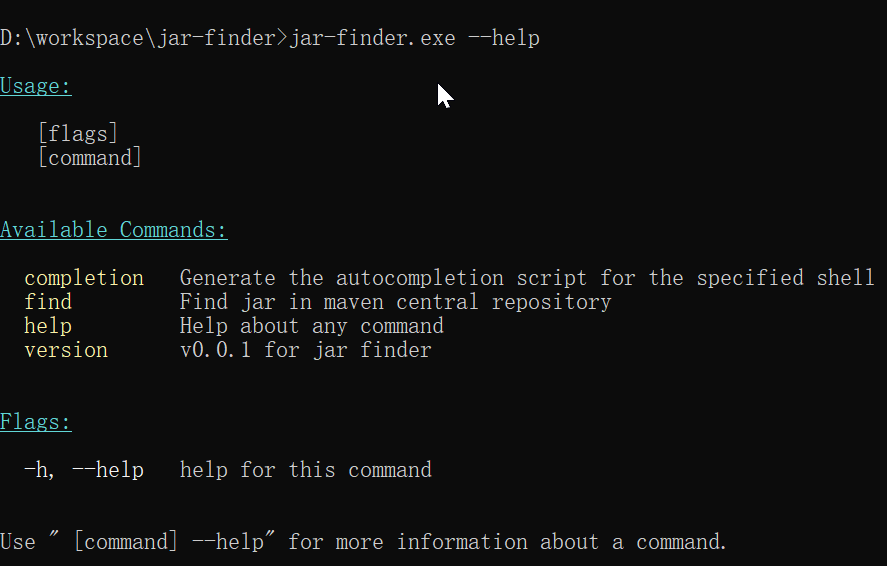 D:\workspace\jar-finder>jar-finder.exe --help
Usage:
[flags]
[command]
Available Commands:
completion   Generate the autocompletion script for the specified shell
find         Find jar in maven central repository
help         Help about any command
version      v0.0.1 for jar finder
Flags:
-h, --help   help for this command
Use " [command] --help" for more information about a command.